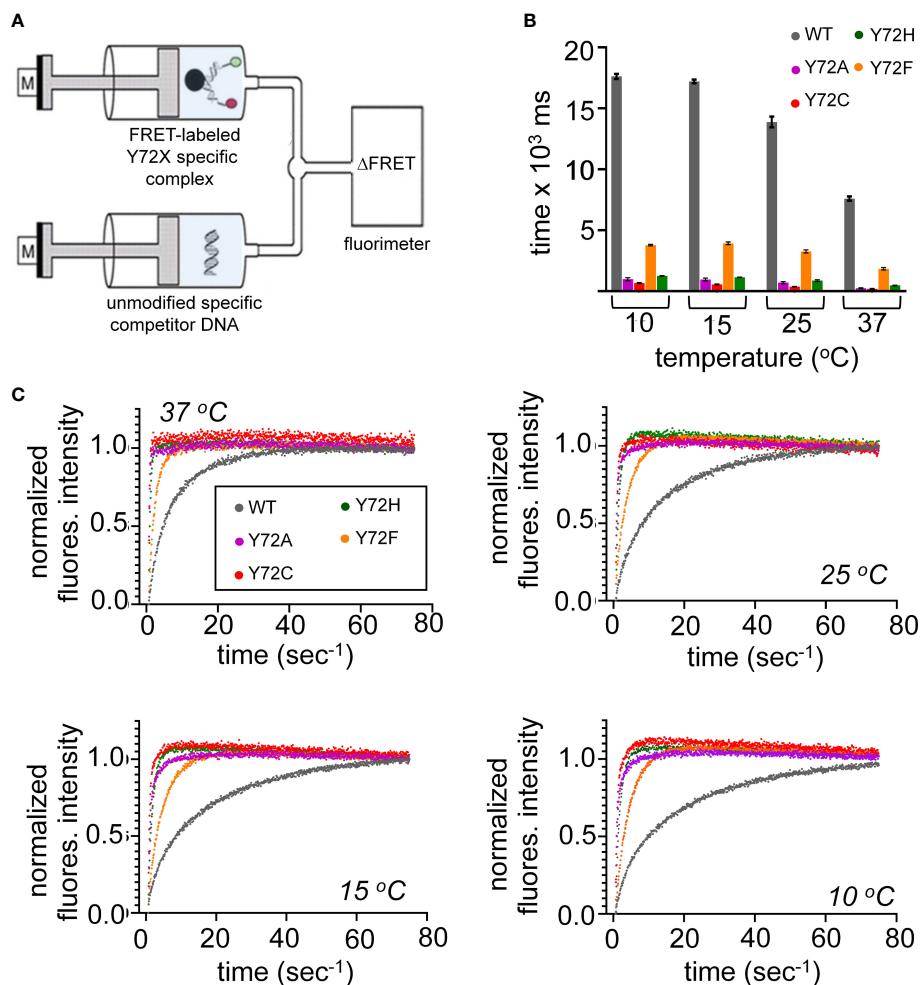 A
M
FRET-labeled
Y72X specific
complex
ΔFRET
fluorimeter
M
unmodified specific
competitor DNA
B
WT
Y72H
Y72A
Y72F
Y72C
time x 10³ ms
20
15
10
5
10
15
25
37
temperature (ºC)
C
37 ºC
normalized
fluores. intensity
1.0
0.5
0.0
WT
Y72H
Y72A
Y72F
Y72C
0
20
40
60
80
time (sec⁻¹)
25 ºC
normalized
fluores. intensity
1.0
0.5
0.0
0
20
40
60
80
time (sec⁻¹)
15 ºC
normalized
fluores. intensity
1.0
0.5
0.0
0
20
40
60
80
time (sec⁻¹)
10 ºC
normalized
fluores. intensity
1.0
0.5
0.0
0
20
40
60
80
time (sec⁻¹)